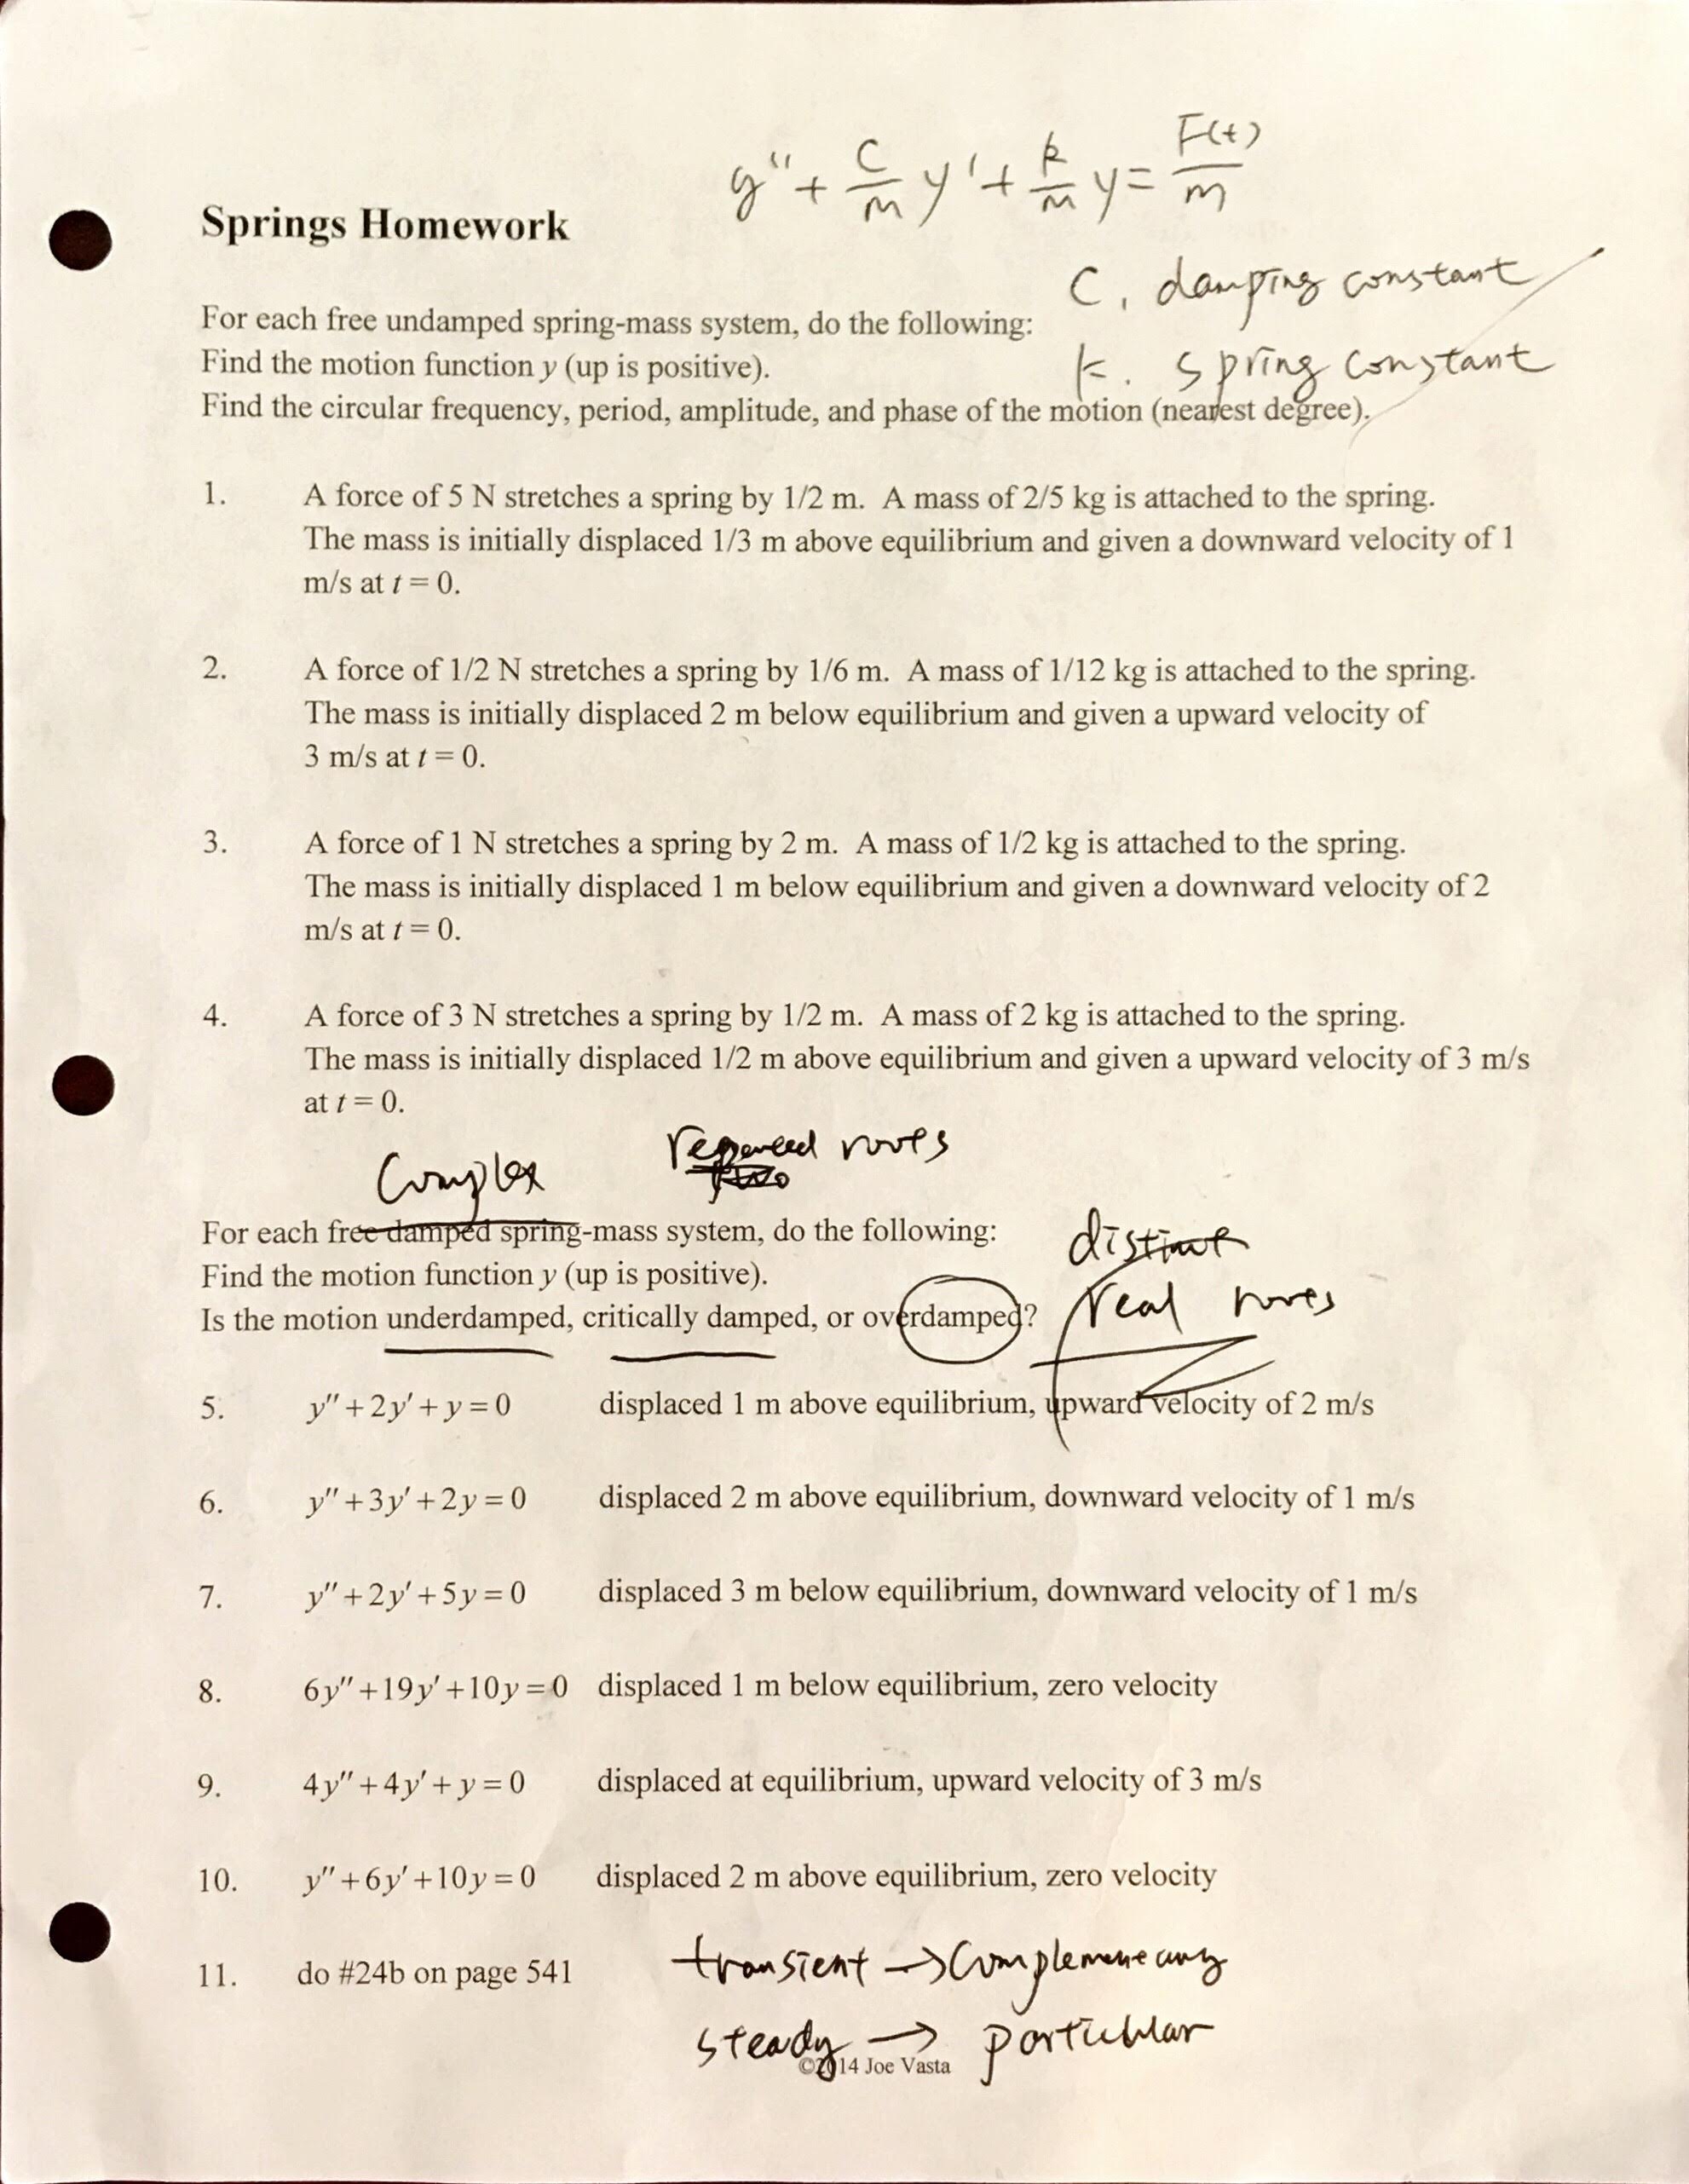 y'' + C/m y' + k/m y = F(t)/m
Springs Homework
C. damping constant
For each free undamped spring-mass system, do the following:
k. spring constant
Find the motion function y (up is positive).
Find the circular frequency, period, amplitude, and phase of the motion (nearest degree).
1. A force of 5 N stretches a spring by 1/2 m. A mass of 2/5 kg is attached to the spring.
The mass is initially displaced 1/3 m above equilibrium and given a downward velocity of 1
m/s at t = 0.
2. A force of 1/2 N stretches a spring by 1/6 m. A mass of 1/12 kg is attached to the spring.
The mass is initially displaced 2 m below equilibrium and given a upward velocity of
3 m/s at t = 0.
3. A force of 1 N stretches a spring by 2 m. A mass of 1/2 kg is attached to the spring.
The mass is initially displaced 1 m below equilibrium and given a downward velocity of 2
m/s at t = 0.
4. A force of 3 N stretches a spring by 1/2 m. A mass of 2 kg is attached to the spring.
The mass is initially displaced 1/2 m above equilibrium and given a upward velocity of 3 m/s
at t = 0.
Complex repeated roots
For each free damped spring-mass system, do the following:
distinct
Find the motion function y (up is positive).
real roots
Is the motion underdamped, critically damped, or overdamped?
5. y'' + 2y' + y = 0 displaced 1 m above equilibrium, upward velocity of 2 m/s
6. y'' + 3y' + 2y = 0 displaced 2 m above equilibrium, downward velocity of 1 m/s
7. y'' + 2y' + 5y = 0 displaced 3 m below equilibrium, downward velocity of 1 m/s
8. 6y'' + 19y' + 10y = 0 displaced 1 m below equilibrium, zero velocity
9. 4y'' + 4y' + y = 0 displaced at equilibrium, upward velocity of 3 m/s
10. y'' + 6y' + 10y = 0 displaced 2 m above equilibrium, zero velocity
11. do #24b on page 541
transient → complementary
steady → particular
©2014 Joe Vasta